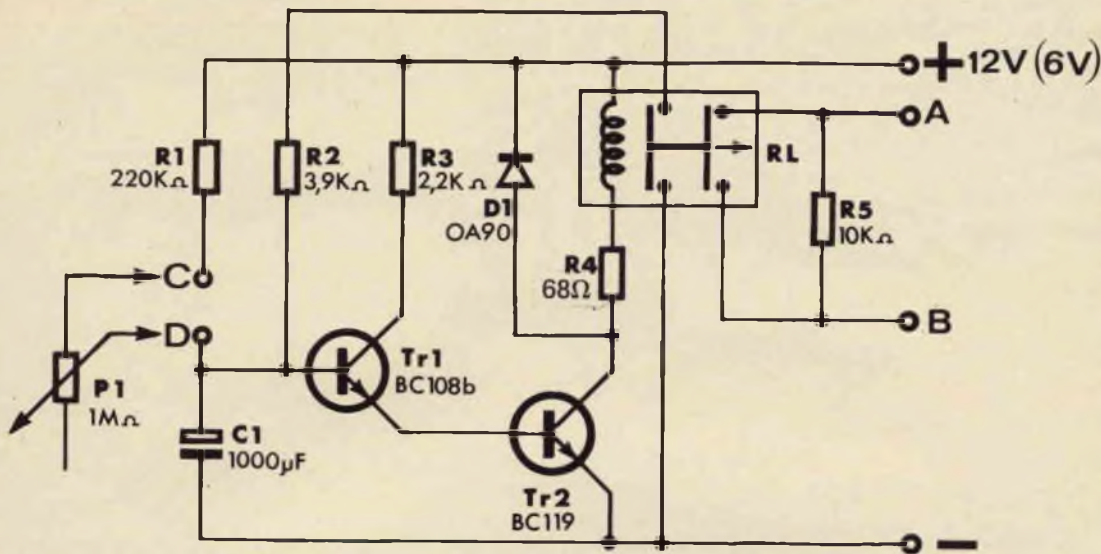 + 12V (6V)
A
RL
R1
220KΩ
R2
3,9KΩ
R3
2,2KΩ
D1
OA90
R4
68Ω
R5
10KΩ
C
D
B
P1
1MΩ
Tr1
BC108b
C1
1000µF
Tr2
BC119
−